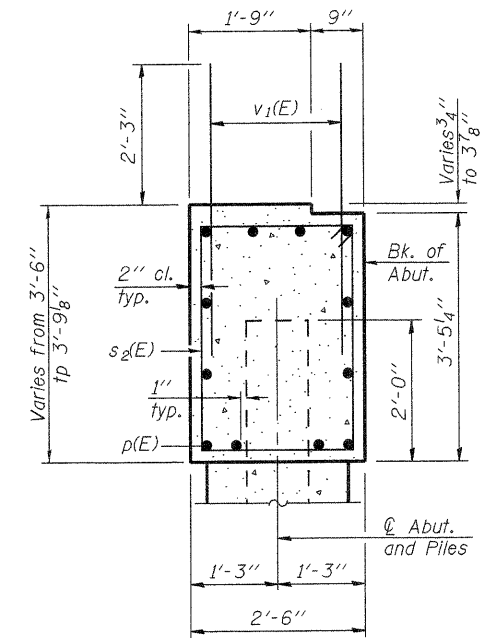 1'-9"
9"
2'-3"
v1(E)
Varies 3/4"
to 3 7/8"
Bk. of
Abut.
2" cl.
typ.
Varies from 3'-6"
tp 3'-9 1/8"
s2(E)
3'-5 1/4"
2'-0"
1"
typ.
p(E)
℄ Abut.
and Piles
1'-3"
1'-3"
2'-6"